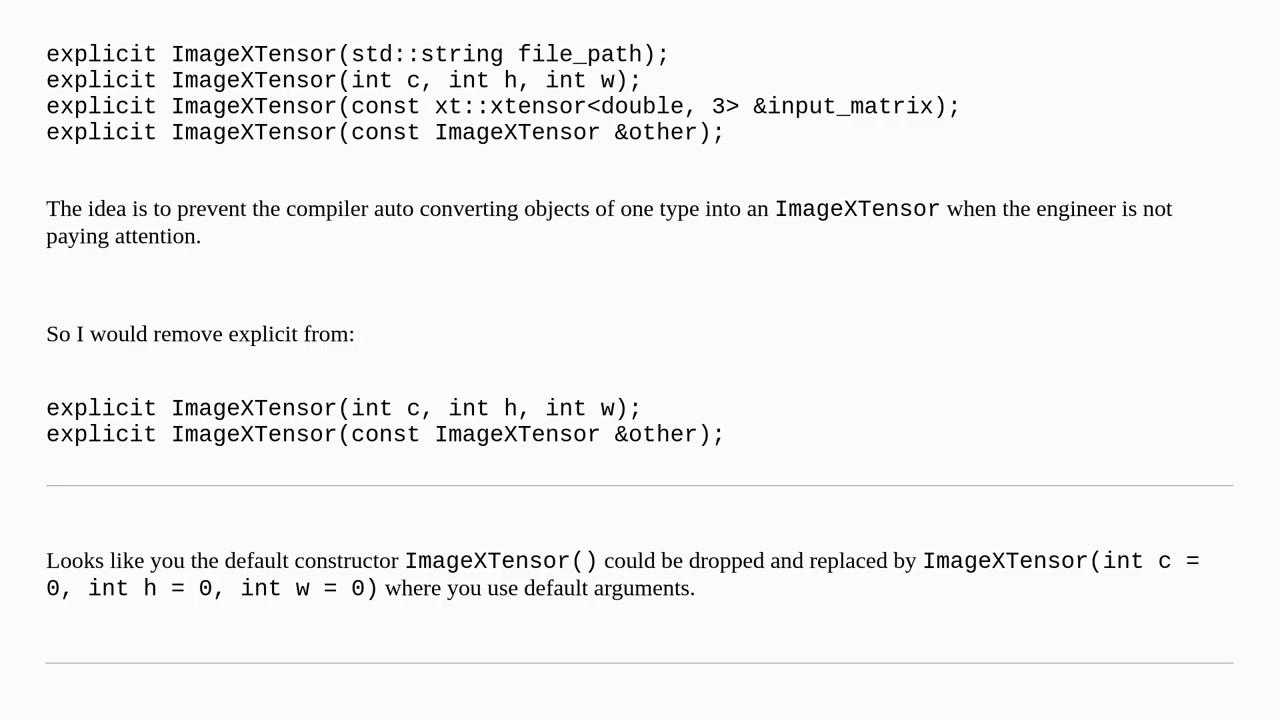 explicit ImageXTensor(std::string file_path);
explicit ImageXTensor(int c, int h, int w);
explicit ImageXTensor(const xt::xtensor<double, 3> &input_matrix);
explicit ImageXTensor(const ImageXTensor &other);
The idea is to prevent the compiler auto converting objects of one type into an ImageXTensor when the engineer is not
paying attention.
So I would remove explicit from:
explicit ImageXTensor(int c, int h, int w);
explicit ImageXTensor(const ImageXTensor &other);
Looks like you the default constructor ImageXTensor() could be dropped and replaced by ImageXTensor(int c =
0, int h = 0, int w = 0) where you use default arguments.